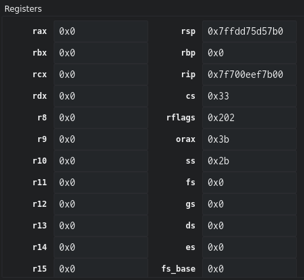 Registers
rax 0x0 rsp 0x7ffdd75d57b0
rbx 0x0 rbp 0x0
rcx 0x0 rip 0x7f700eef7b00
rdx 0x0 cs 0x33
r8 0x0 rflags 0x202
r9 0x0 orax 0x3b
r10 0x0 ss 0x2b
r11 0x0 fs 0x0
r12 0x0 gs 0x0
r13 0x0 ds 0x0
r14 0x0 es 0x0
r15 0x0 fs_base 0x0